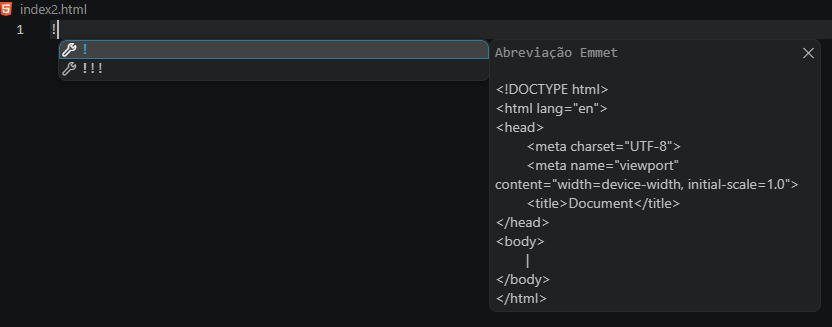 index2.html
1 !
!
!!!
Abreviação Emmet
<!DOCTYPE html>
<html lang="en">
<head>
<meta charset="UTF-8">
<meta name="viewport"
content="width=device-width, initial-scale=1.0">
<title>Document</title>
</head>
<body>
|
</body>
</html>